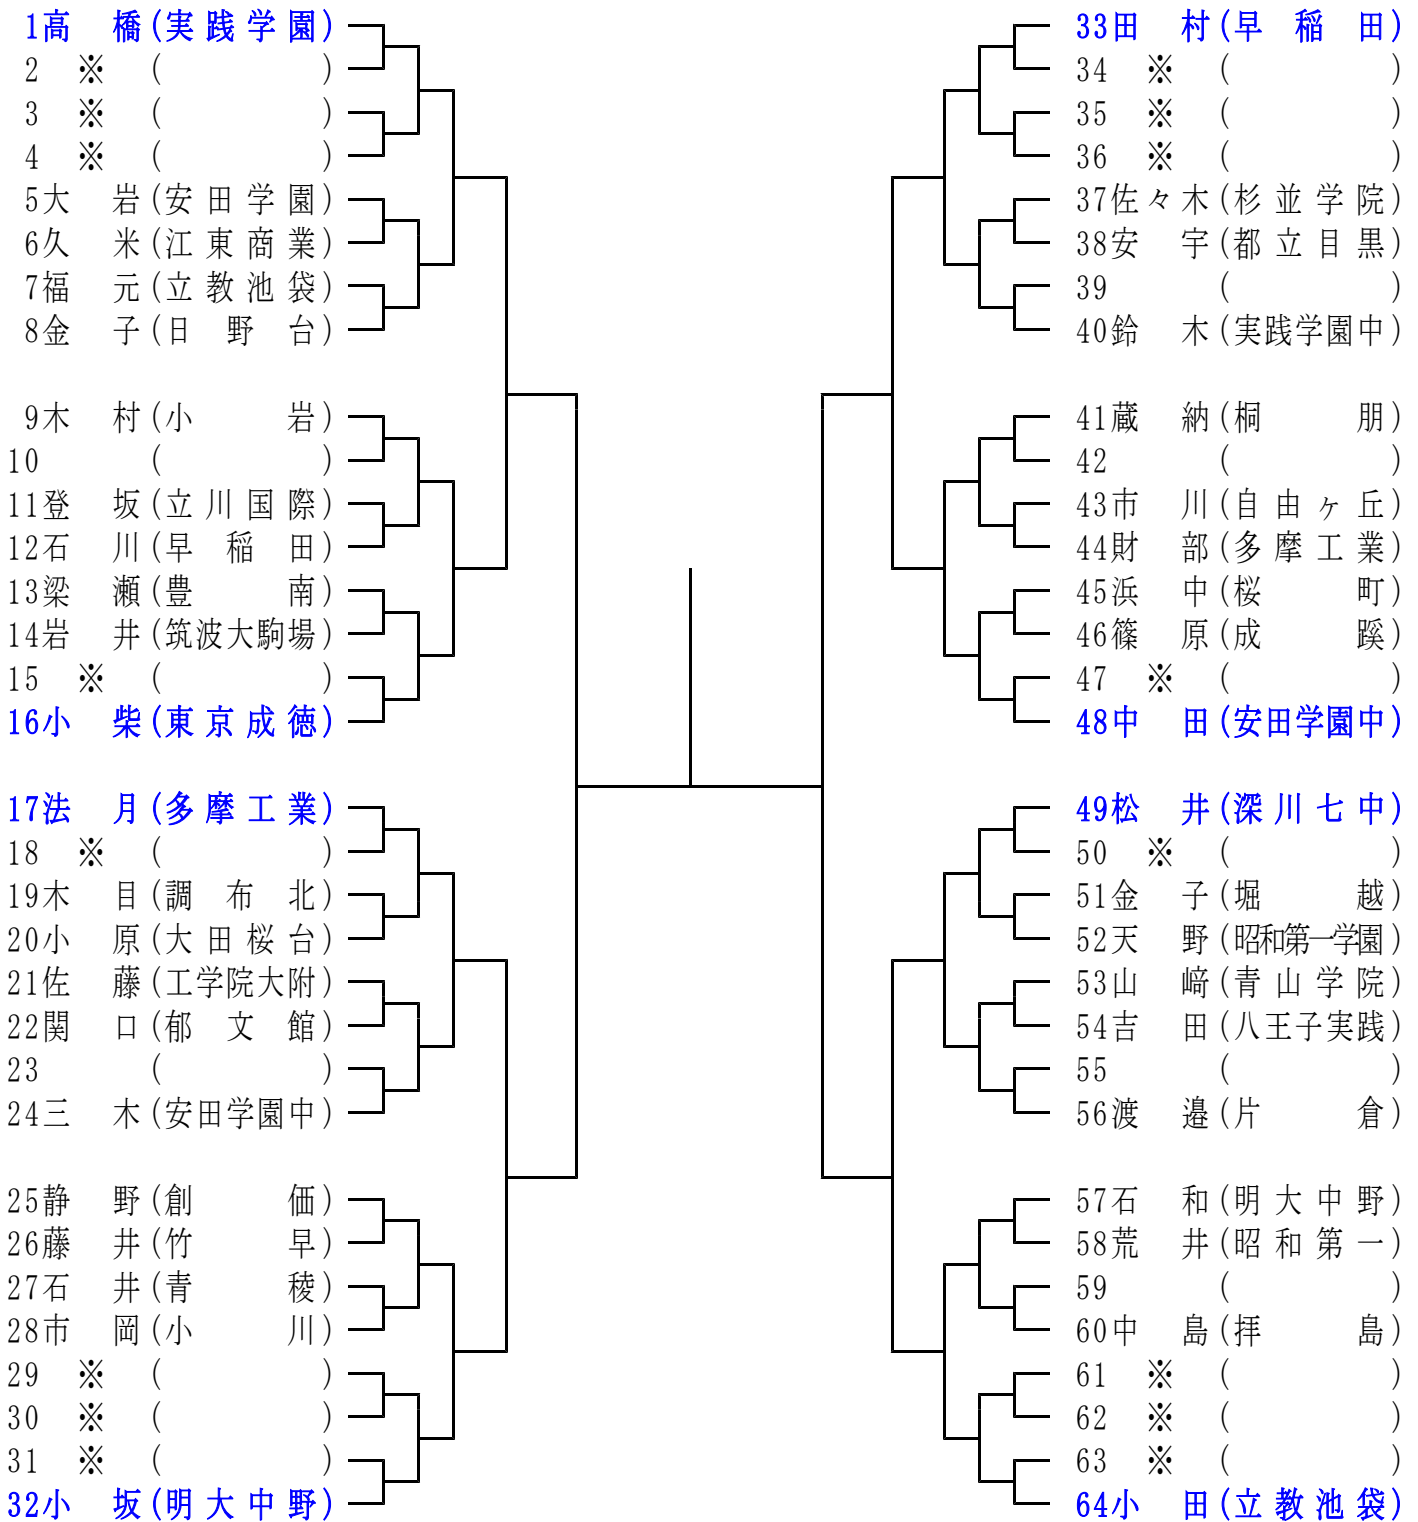 1髙 橋(実践学園)
2 ※ ( )
3 ※ ( )
4 ※ ( )
5大 岩(安田学園)
6久 米(江東商業)
7福 元(立教池袋)
8金 子(日野台)
9木 村(小岩)
10 ( )
11登 坂(立川国際)
12石 川(早稲田)
13梁 瀬(豊南)
14岩 井(筑波大駒場)
15 ※ ( )
16小 柴(東京成徳)
17法 月(多摩工業)
18 ※ ( )
19木 目(調布北)
20小 原(大田桜台)
21佐 藤(工学院大附)
22関 口(郁文館)
23 ( )
24三 木(安田学園中)
25静 野(創価)
26藤 井(竹早)
27石 井(青稜)
28市 岡(小川)
29 ※ ( )
30 ※ ( )
31 ※ ( )
32小 坂(明大中野)
33田 村(早稲田)
34 ※ ( )
35 ※ ( )
36 ※ ( )
37佐々木(杉並学院)
38安 宇(都立目黒)
39 ( )
40鈴 木(実践学園中)
41蔵 納(桐朋)
42 ( )
43市 川(自由ヶ丘)
44財 部(多摩工業)
45浜 中(桜町)
46篠 原(成蹊)
47 ※ ( )
48中 田(安田学園中)
49松 井(深川七中)
50 ※ ( )
51金 子(堀越)
52天 野(昭和第一学園)
53山 﨑(青山学院)
54吉 田(八王子実践)
55 ( )
56渡 邉(片倉)
57石 和(明大中野)
58荒 井(昭和第一)
59 ( )
60中 島(拝島)
61 ※ ( )
62 ※ ( )
63 ※ ( )
64小 田(立教池袋)